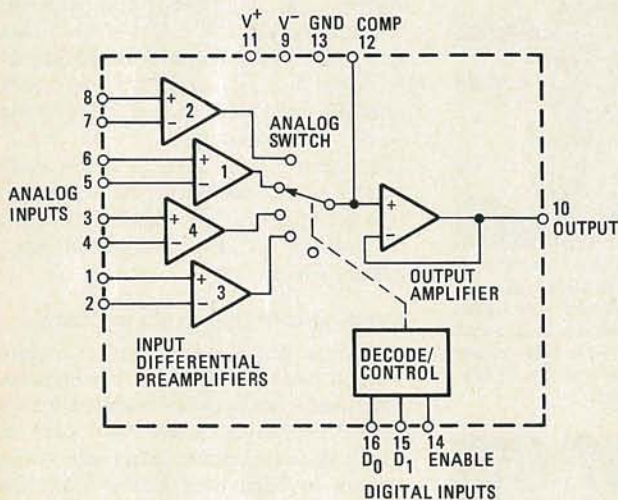 V+ V− GND COMP
11 9 13 12
8
7
+
−
2
ANALOG
SWITCH
6
5
+
−
1
ANALOG
INPUTS
3
4
+
−
4
+
−
10
OUTPUT
1
2
+
−
3
OUTPUT
AMPLIFIER
INPUT
DIFFERENTIAL
PREAMPLIFIERS
DECODE/
CONTROL
16 15 14
D0 D1 ENABLE
DIGITAL INPUTS